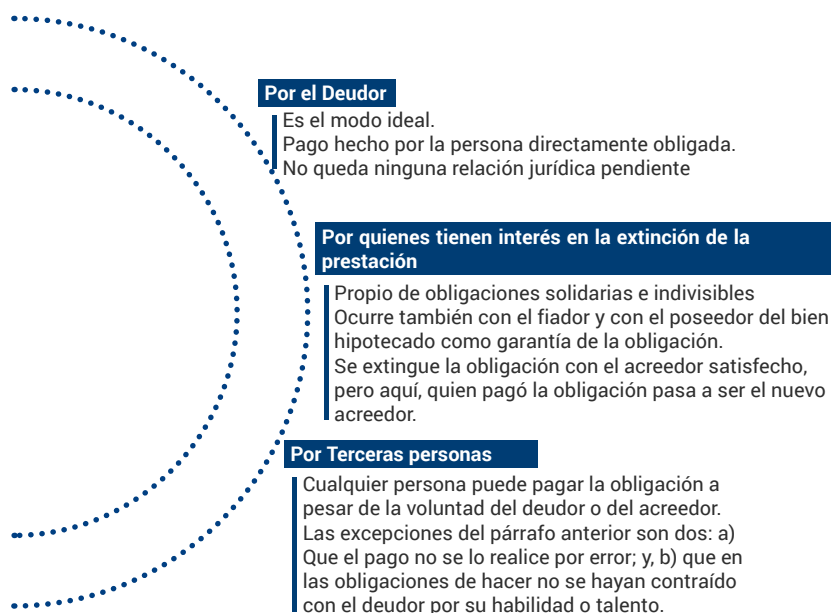 Por el Deudor
Es el modo ideal.
Pago hecho por la persona directamente obligada.
No queda ninguna relación jurídica pendiente
Por quienes tienen interés en la extinción de la
prestación
Propio de obligaciones solidarias e indivisibles
Ocurre también con el fiador y con el poseedor del bien
hipotecado como garantía de la obligación.
Se extingue la obligación con el acreedor satisfecho,
pero aquí, quien pagó la obligación pasa a ser el nuevo
acreedor.
Por Terceras personas
Cualquier persona puede pagar la obligación a
pesar de la voluntad del deudor o del acreedor.
Las excepciones del párrafo anterior son dos: a)
Que el pago no se lo realice por error; y, b) que en
las obligaciones de hacer no se hayan contraído
con el deudor por su habilidad o talento.